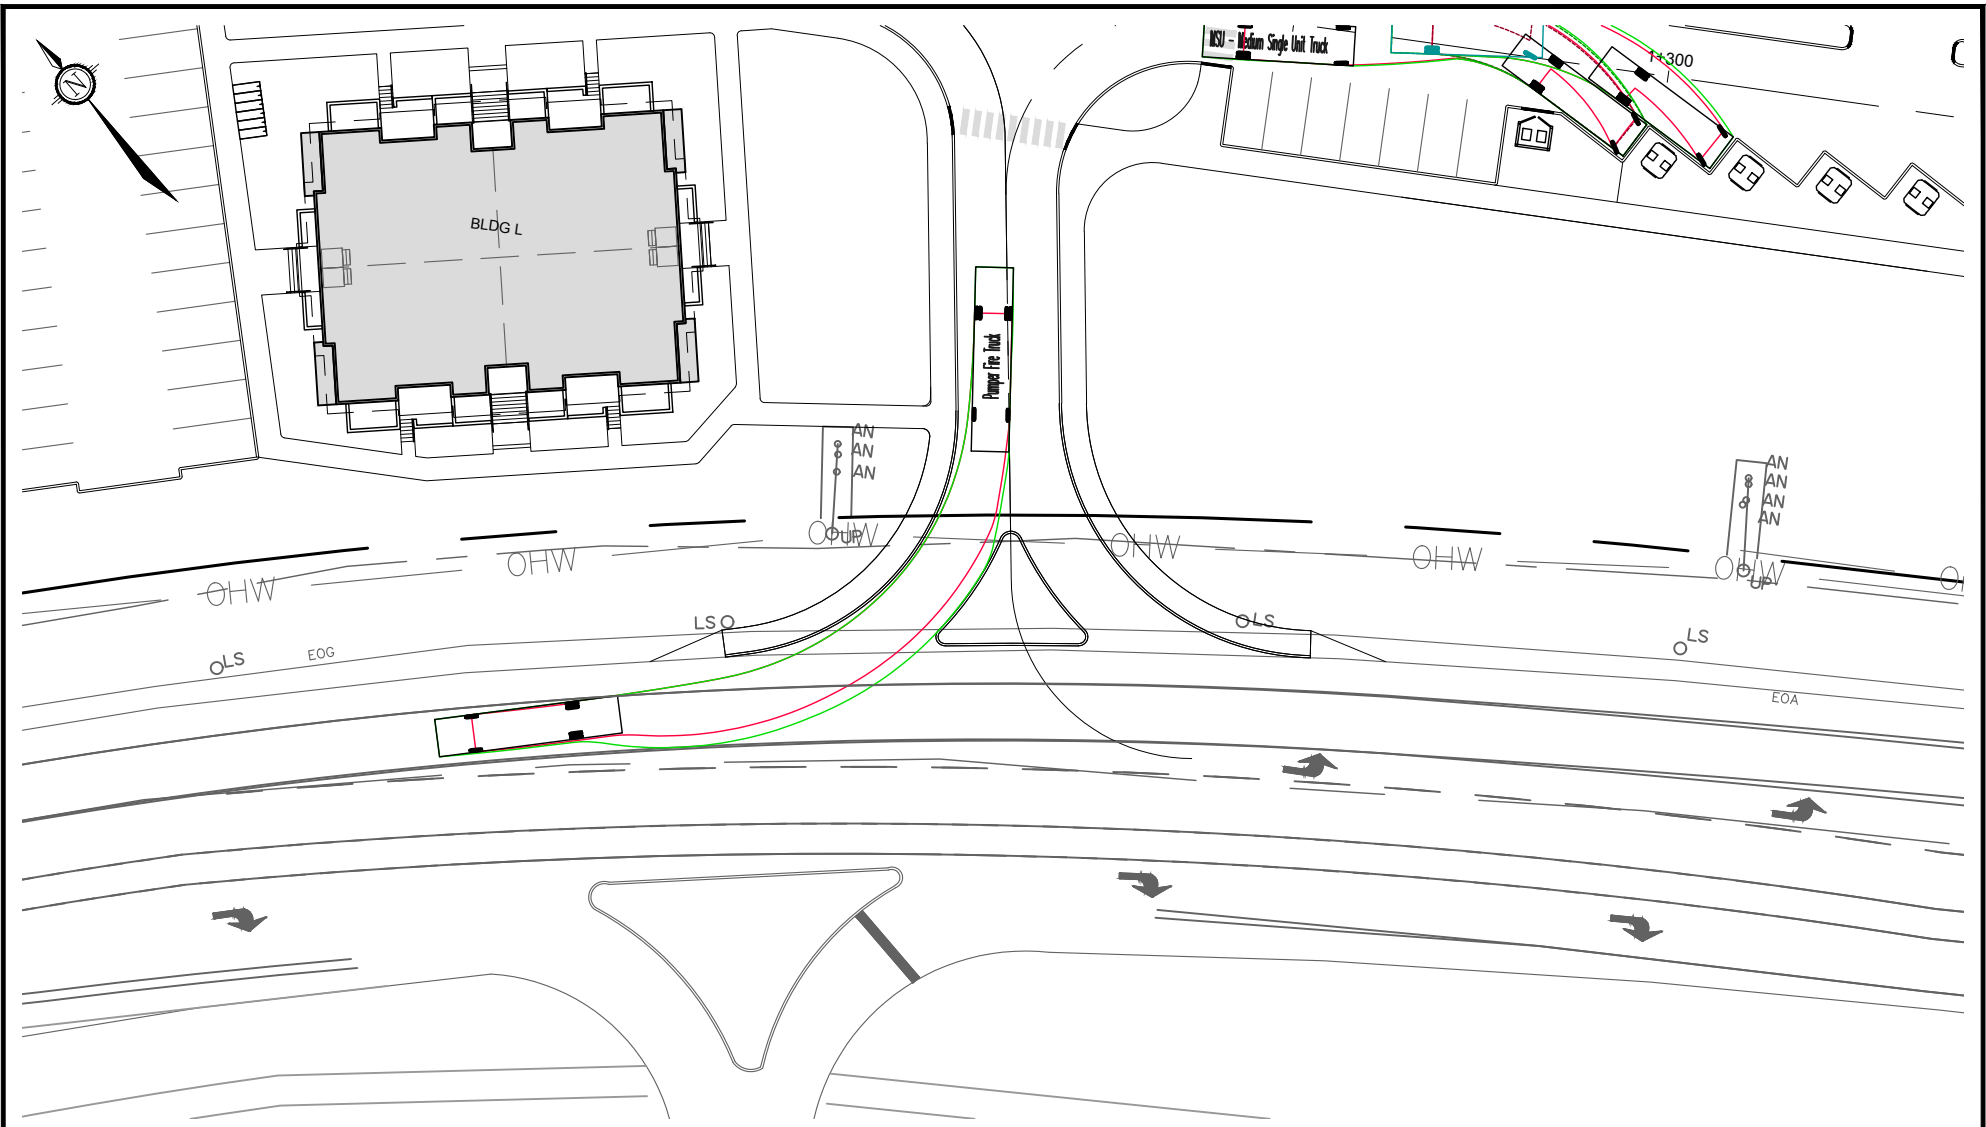 MSU - Medium Single Unit Truck
1+300
N
BLDG L
Pumper Fire Truck
AN
AN
AN
AN
AN
AN
AN
OHW
UP
OHW
OHW
OHW
OHW
OHW
UP
LS
LS
LS
LS
EOG
EOA